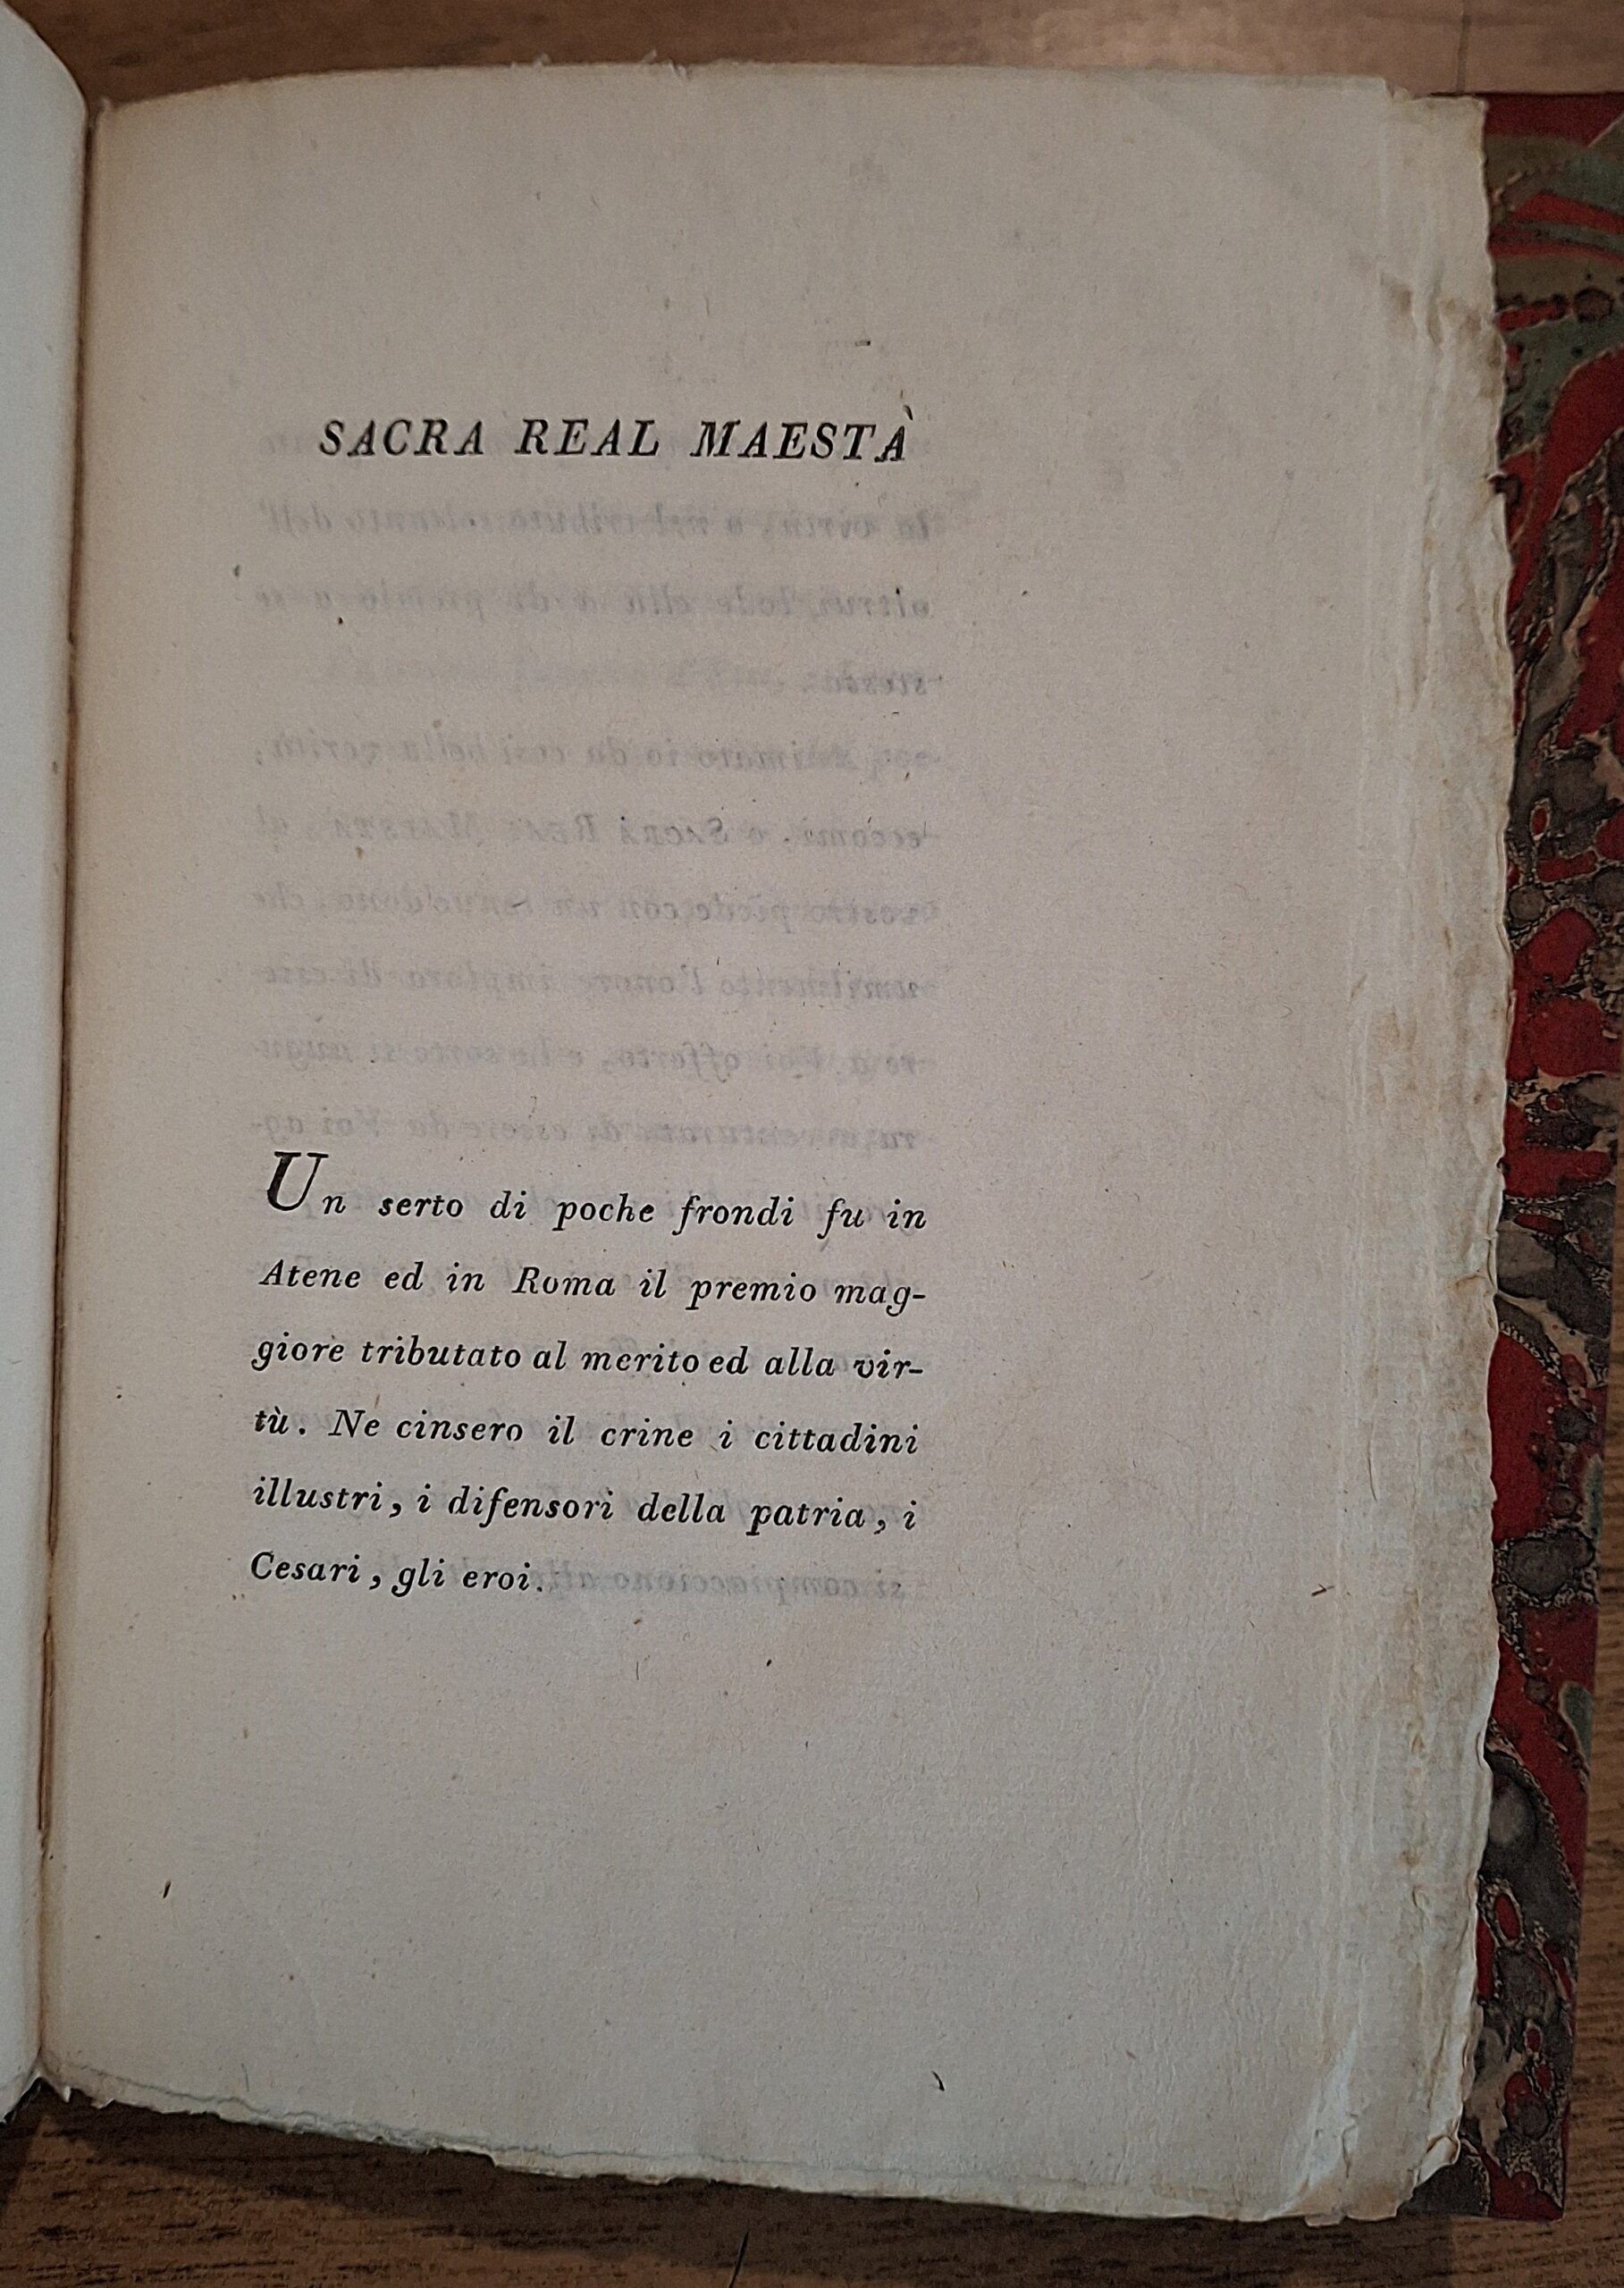 SACRA REAL MAESTÀ
Un serto di poche frondi fu in
Atene ed in Roma il premio mag-
giore tributato al merito ed alla vir-
tù. Ne cinsero il crine i cittadini
illustri, i difensori della patria, i
Cesari, gli eroi.